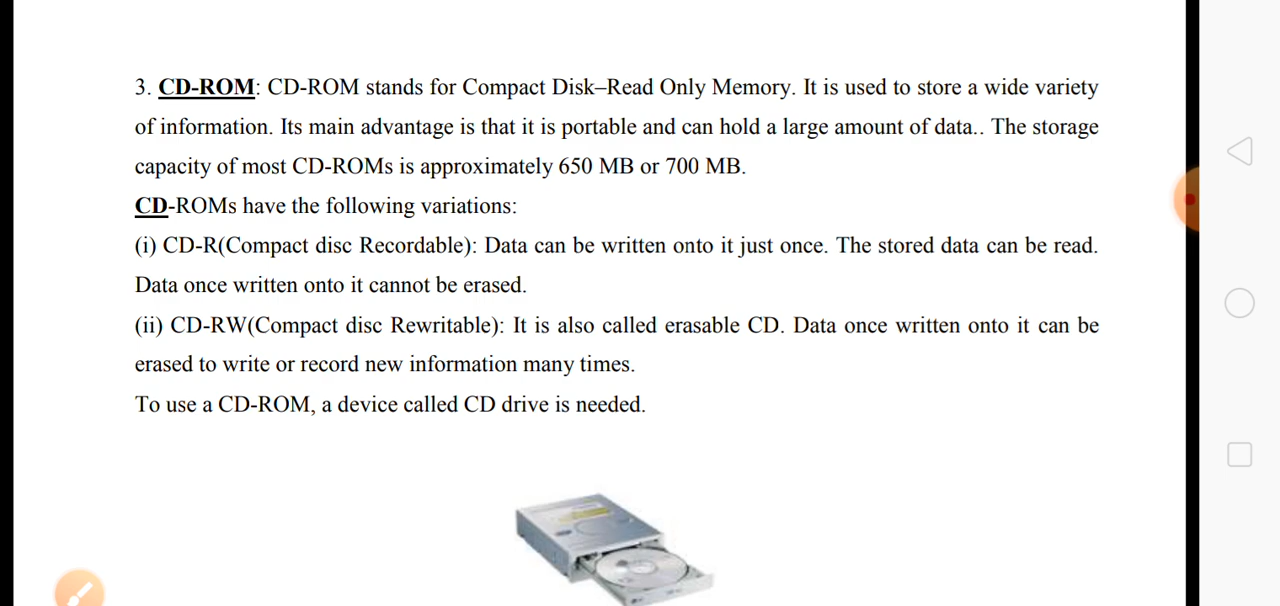 3. CD-ROM: CD-ROM stands for Compact Disk–Read Only Memory. It is used to store a wide variety
of information. Its main advantage is that it is portable and can hold a large amount of data.. The storage
capacity of most CD-ROMs is approximately 650 MB or 700 MB.
CD-ROMs have the following variations:
(i) CD-R(Compact disc Recordable): Data can be written onto it just once. The stored data can be read.
Data once written onto it cannot be erased.
(ii) CD-RW(Compact disc Rewritable): It is also called erasable CD. Data once written onto it can be
erased to write or record new information many times.
To use a CD-ROM, a device called CD drive is needed.